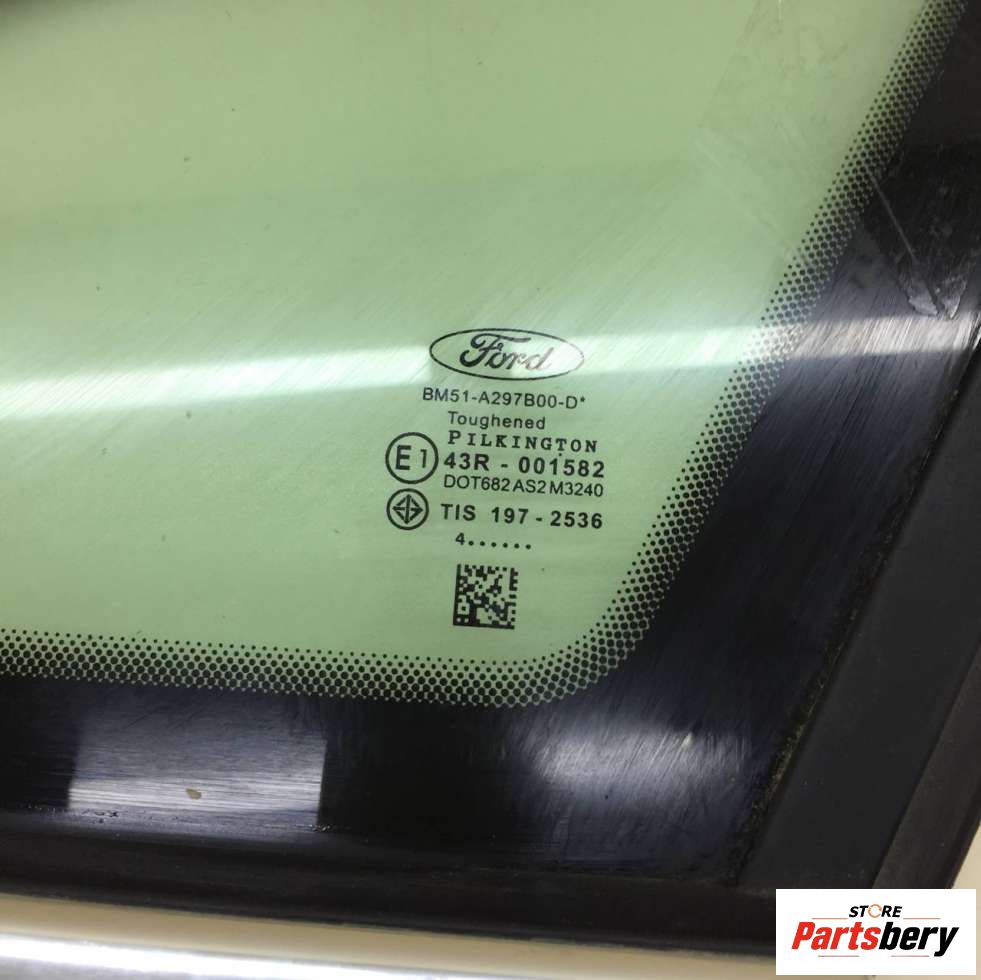 Ford
BM51-A297B00-D*
Toughened
PILKINGTON
E1 43R - 001582
DOT682 AS2 M3240
TIS 197 - 2536
4......
STORE
Partsbery